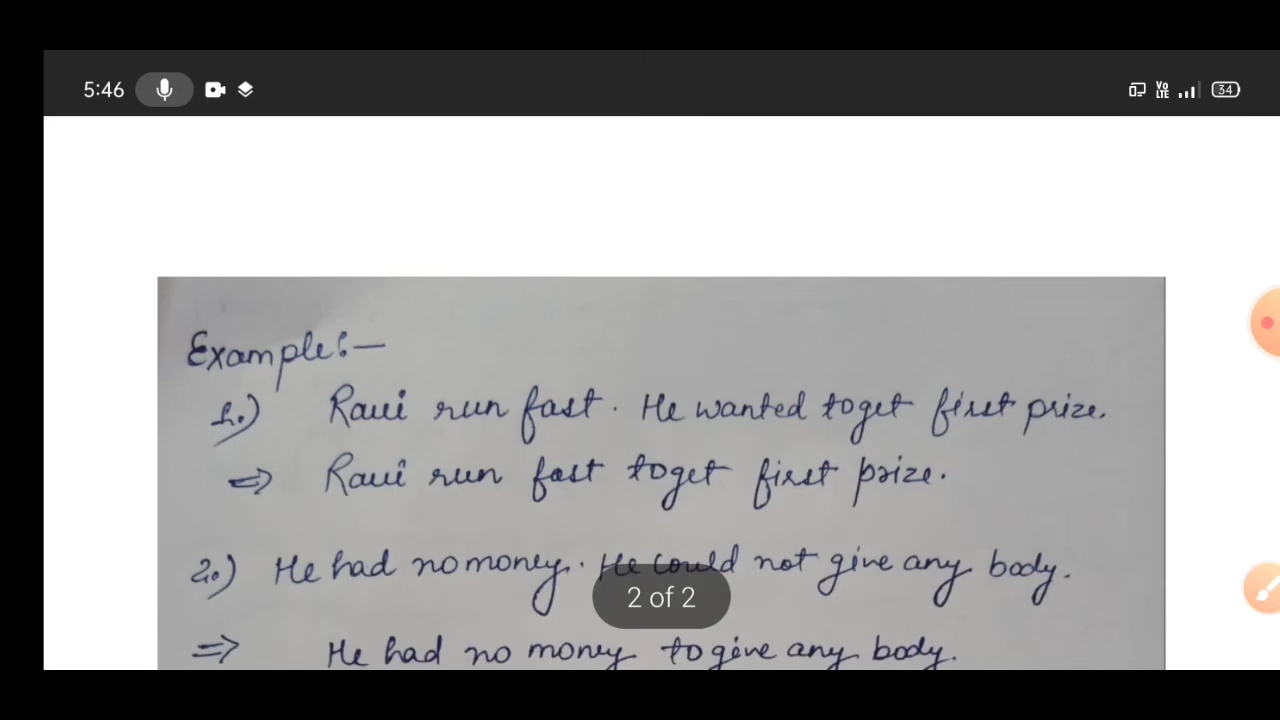 5:46 Vo LTE 34
Example:—
1.) Ravi run fast. He wanted to get first prize.
=> Ravi run fast to get first prize.
2.) He had no money. He could not give any body.
2 of 2
=> He had no money to give any body.